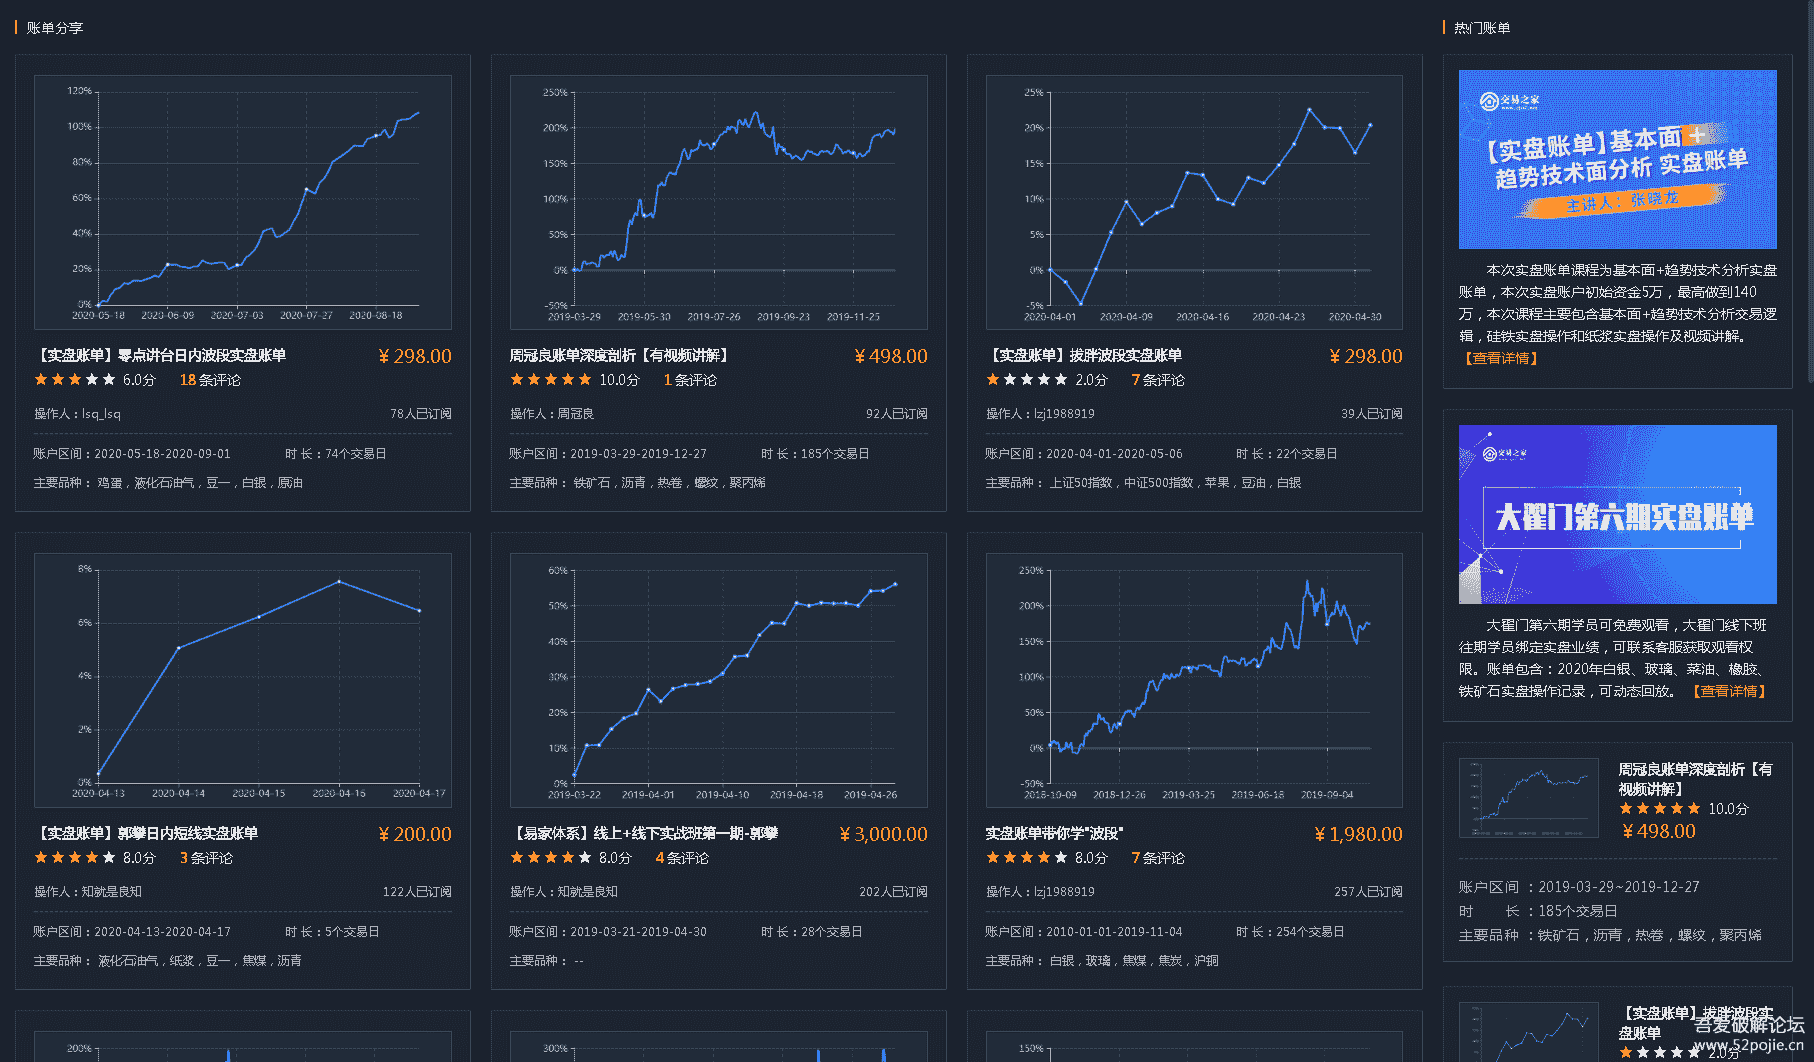 账单分享
120%
100%
80%
60%
40%
20%
0%
2020-05-18 2020-06-09 2020-07-03 2020-07-27 2020-08-18
【实盘账单】零点讲台日内波段实盘账单 ¥298.00
6.0分 18条评论
操作人：lsq_lsq 78人已订阅
账户区间：2020-05-18-2020-09-01 时 长：74个交易日
主要品种： 鸡蛋，液化石油气，豆一，白银，原油
250%
200%
150%
100%
50%
0%
-50%
2019-03-29 2019-05-30 2019-07-26 2019-09-23 2019-11-25
周冠良账单深度剖析【有视频讲解】 ¥498.00
10.0分 1条评论
操作人：周冠良 92人已订阅
账户区间：2019-03-29-2019-12-27 时 长：185个交易日
主要品种： 铁矿石，沥青，热卷，螺纹，聚丙烯
25%
20%
15%
10%
5%
0%
-5%
2020-04-01 2020-04-09 2020-04-16 2020-04-23 2020-04-30
【实盘账单】拔胖波段实盘账单 ¥298.00
2.0分 7条评论
操作人：lzj1988919 39人已订阅
账户区间：2020-04-01-2020-05-06 时 长：22个交易日
主要品种： 上证50指数，中证500指数，苹果，豆油，白银
8%
6%
4%
2%
0%
2020-04-13 2020-04-14 2020-04-15 2020-04-16 2020-04-17
【实盘账单】郭攀日内短线实盘账单 ¥200.00
8.0分 3条评论
操作人：知就是良知 122人已订阅
账户区间：2020-04-13-2020-04-17 时 长：5个交易日
主要品种： 液化石油气，纸浆，豆一，焦煤，沥青
60%
50%
40%
30%
20%
10%
0%
2019-03-22 2019-04-01 2019-04-10 2019-04-18 2019-04-26
【易家体系】线上+线下实战班第一期-郭攀 ¥3,000.00
8.0分 4条评论
操作人：知就是良知 202人已订阅
账户区间：2019-03-21-2019-04-30 时 长：28个交易日
主要品种： --
250%
200%
150%
100%
50%
0%
-50%
2018-10-09 2018-12-26 2019-03-25 2019-06-18 2019-09-04
实盘账单带你学"波段" ¥1,980.00
8.0分 7条评论
操作人：lzj1988919 257人已订阅
账户区间：2010-01-01-2019-11-04 时 长：254个交易日
主要品种： 白银，玻璃，焦煤，焦炭，沪铜
200%
300%
150%
热门账单
交易之家
【实盘账单】基本面+
趋势技术面分析 实盘账单
主讲人：张晓龙
本次实盘账单课程为基本面+趋势技术分析实盘
账单，本次实盘账户初始资金5万，最高做到140
万，本次课程主要包含基本面+趋势技术分析交易逻
辑，硅铁实盘操作和纸浆实盘操作及视频讲解。
【查看详情】
交易之家
大瞿门第六期实盘账单
大瞿门第六期学员可免费观看，大瞿门线下班
往期学员绑定实盘业绩，可联系客服获取观看权
限。账单包含：2020年白银、玻璃、菜油、橡胶、
铁矿石实盘操作记录，可动态回放。 【查看详情】
周冠良账单深度剖析【有
视频讲解】
10.0分
¥498.00
账户区间 ：2019-03-29~2019-12-27
时 长 ：185个交易日
主要品种 ：铁矿石，沥青，热卷，螺纹，聚丙烯
【实盘账单】拔胖波段实
盘账单
2.0分
吾爱破解论坛
www.52pojie.cn